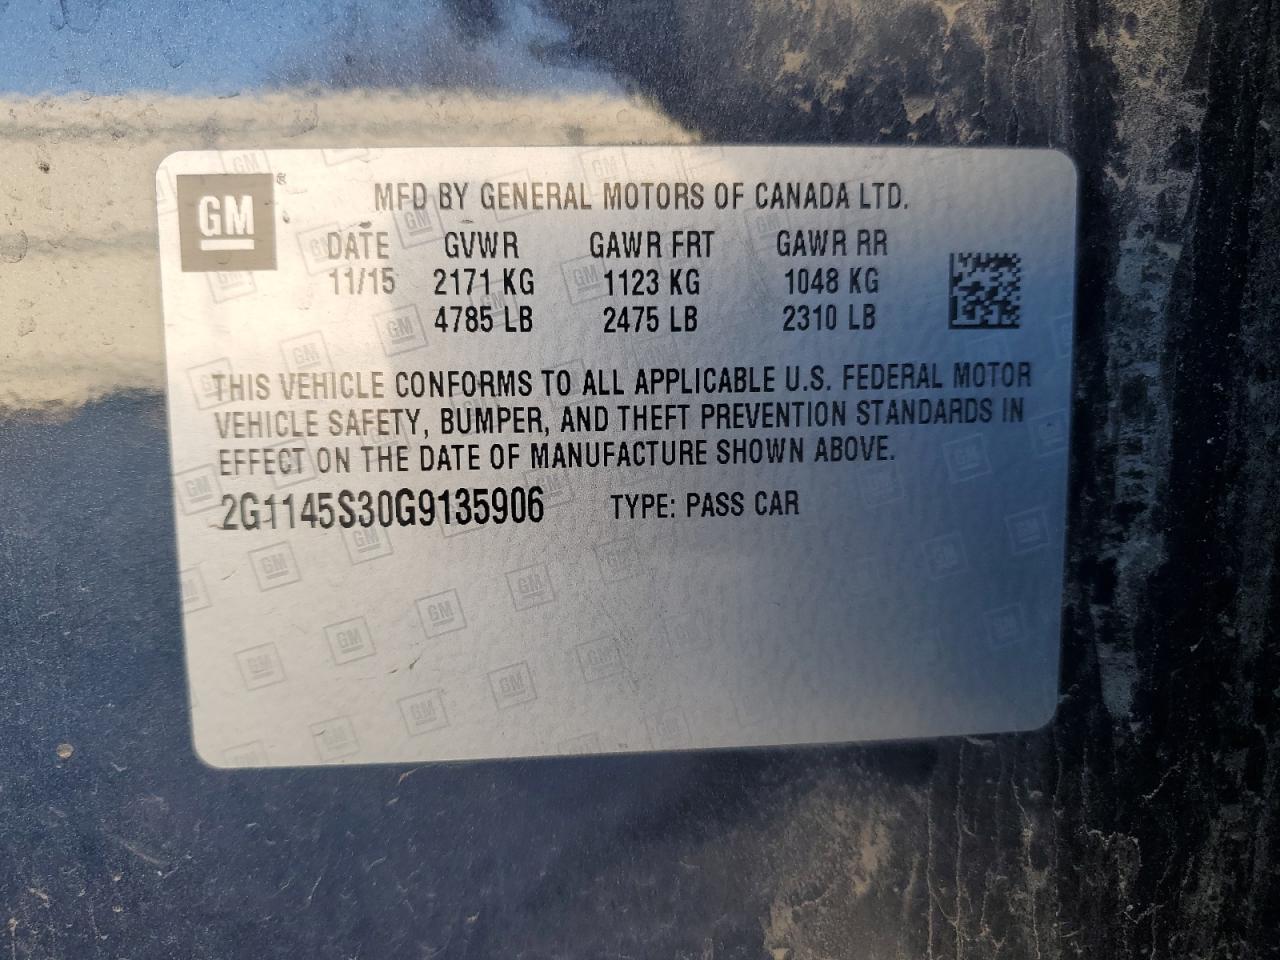 GM ®
MFD BY GENERAL MOTORS OF CANADA LTD.
DATE GVWR GAWR FRT GAWR RR
11/15 2171 KG 1123 KG 1048 KG
4785 LB 2475 LB 2310 LB
THIS VEHICLE CONFORMS TO ALL APPLICABLE U.S. FEDERAL MOTOR
VEHICLE SAFETY, BUMPER, AND THEFT PREVENTION STANDARDS IN
EFFECT ON THE DATE OF MANUFACTURE SHOWN ABOVE.
2G1145S30G9135906 TYPE: PASS CAR